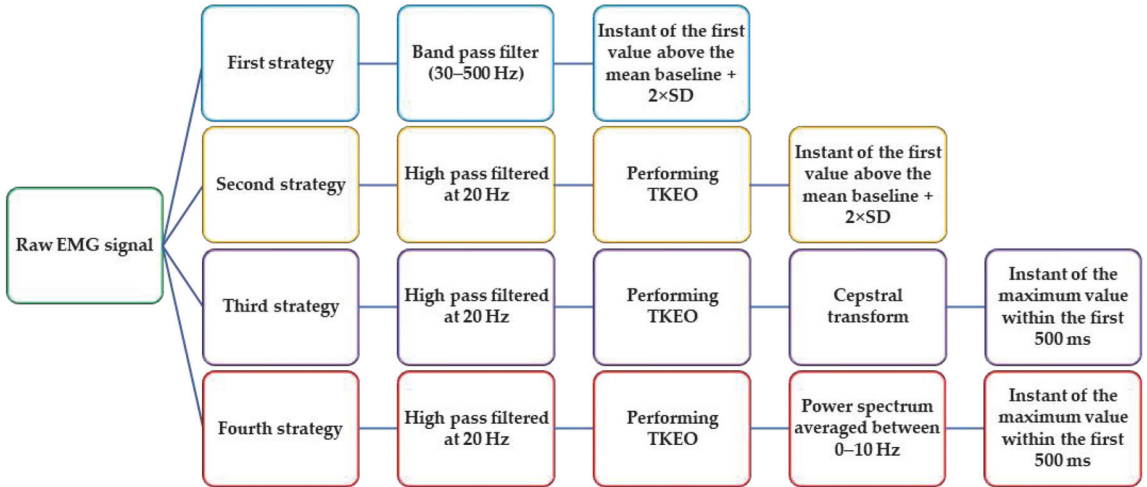 Raw EMG signal
First strategy
Band pass filter
(30–500 Hz)
Instant of the first
value above the
mean baseline +
2×SD
Second strategy
High pass filtered
at 20 Hz
Performing
TKEO
Instant of the first
value above the
mean baseline +
2×SD
Third strategy
High pass filtered
at 20 Hz
Performing
TKEO
Cepstral
transform
Instant of the
maximum value
within the first
500 ms
Fourth strategy
High pass filtered
at 20 Hz
Performing
TKEO
Power spectrum
averaged between
0–10 Hz
Instant of the
maximum value
within the first
500 ms